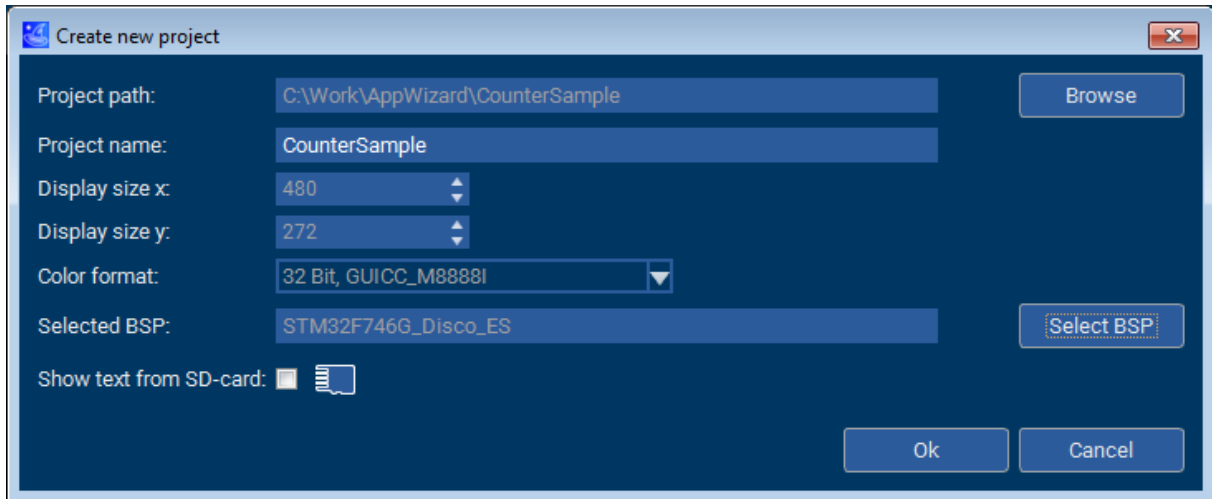 Create new project
Project path: C:\Work\AppWizard\CounterSample Browse
Project name: CounterSample
Display size x: 480
Display size y: 272
Color format: 32 Bit, GUICC_M8888I
Selected BSP: STM32F746G_Disco_ES Select BSP
Show text from SD-card:
Ok Cancel